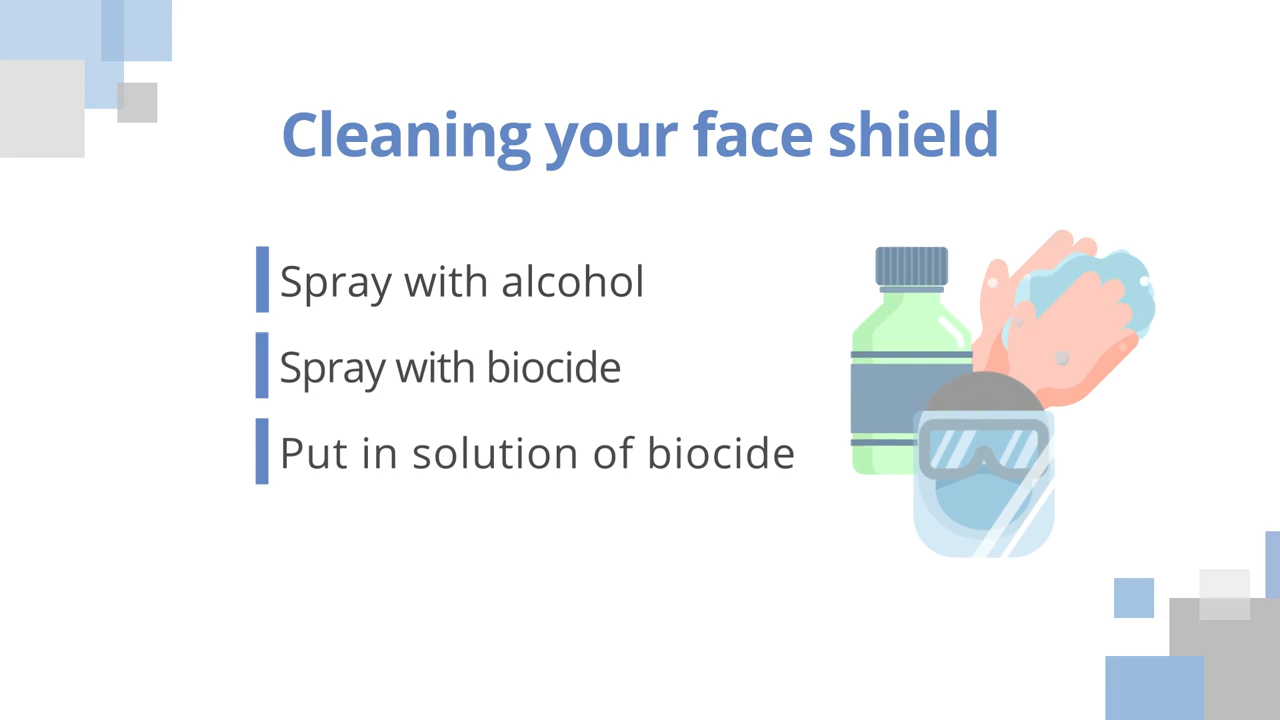 Cleaning your face shield
Spray with alcohol
Spray with biocide
Put in solution of biocide